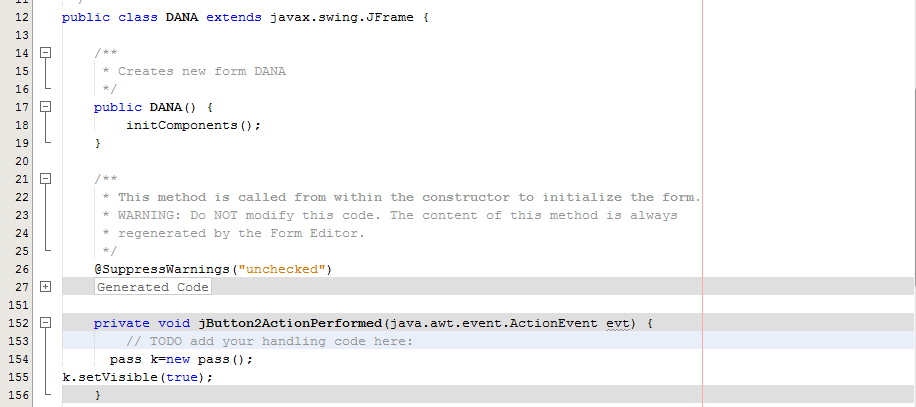 12 public class DANA extends javax.swing.JFrame {
13
14 /**
15 * Creates new form DANA
16 */
17 public DANA() {
18 initComponents();
19 }
20
21 /**
22 * This method is called from within the constructor to initialize the form.
23 * WARNING: Do NOT modify this code. The content of this method is always
24 * regenerated by the Form Editor.
25 */
26 @SuppressWarnings("unchecked")
27 Generated Code
151
152 private void jButton2ActionPerformed(java.awt.event.ActionEvent evt) {
153 // TODO add your handling code here:
154 pass k=new pass();
155 k.setVisible(true);
156 }